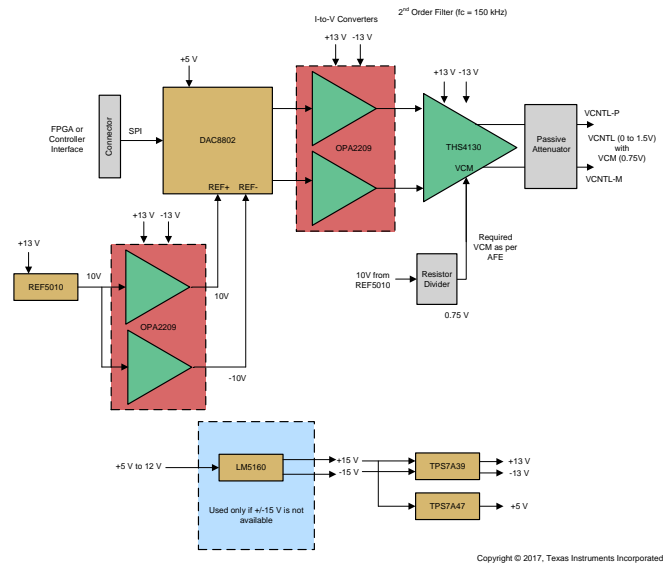 2nd Order Filter (fc = 150 kHz)
I-to-V Converters
+13 V -13 V
+5 V
+13 V -13 V
FPGA or
Controller
Interface
Connector
SPI
DAC8802
REF+ REF-
OPA2209
THS4130
VCM
Passive
Attenuator
VCNTL-P
VCNTL (0 to 1.5V)
with
VCM (0.75V)
VCNTL-M
+13 V -13 V
+13 V
REF5010
10V
OPA2209
10V
-10V
Required
VCM as per
AFE
10V from
REF5010
Resistor
Divider
0.75 V
+5 V to 12 V
LM5160
Used only if +/-15 V is not
available
+15 V
-15 V
TPS7A39
+13 V
-13 V
TPS7A47
+5 V
Copyright © 2017, Texas Instruments Incorporated